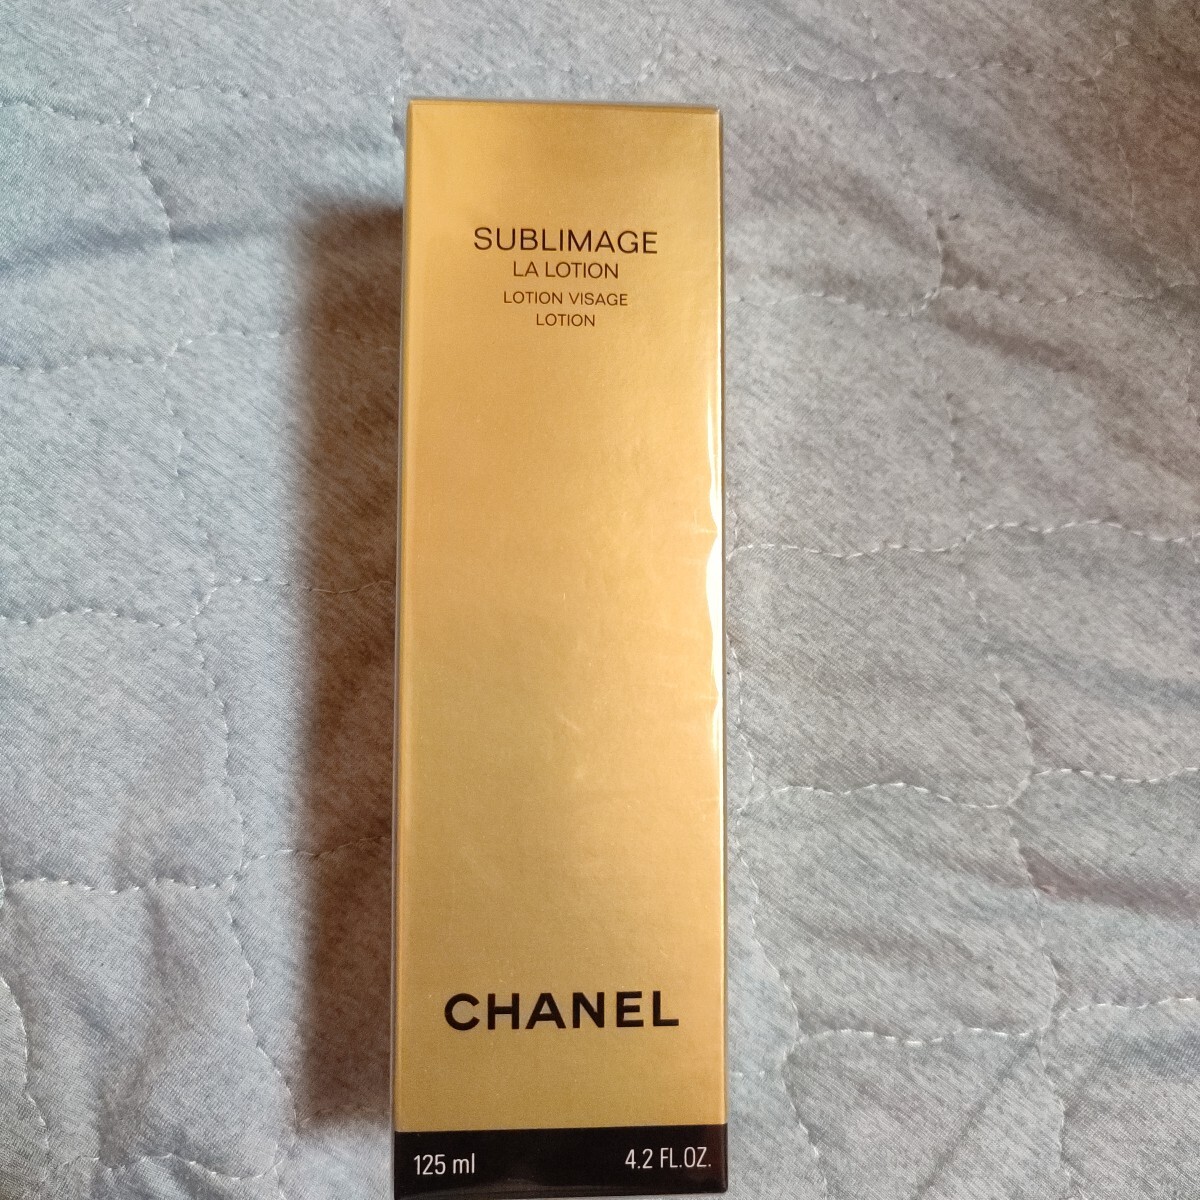 SUBLIMAGE
LA LOTION
LOTION VISAGE
LOTION
CHANEL
125 ml 4.2 FL.OZ.